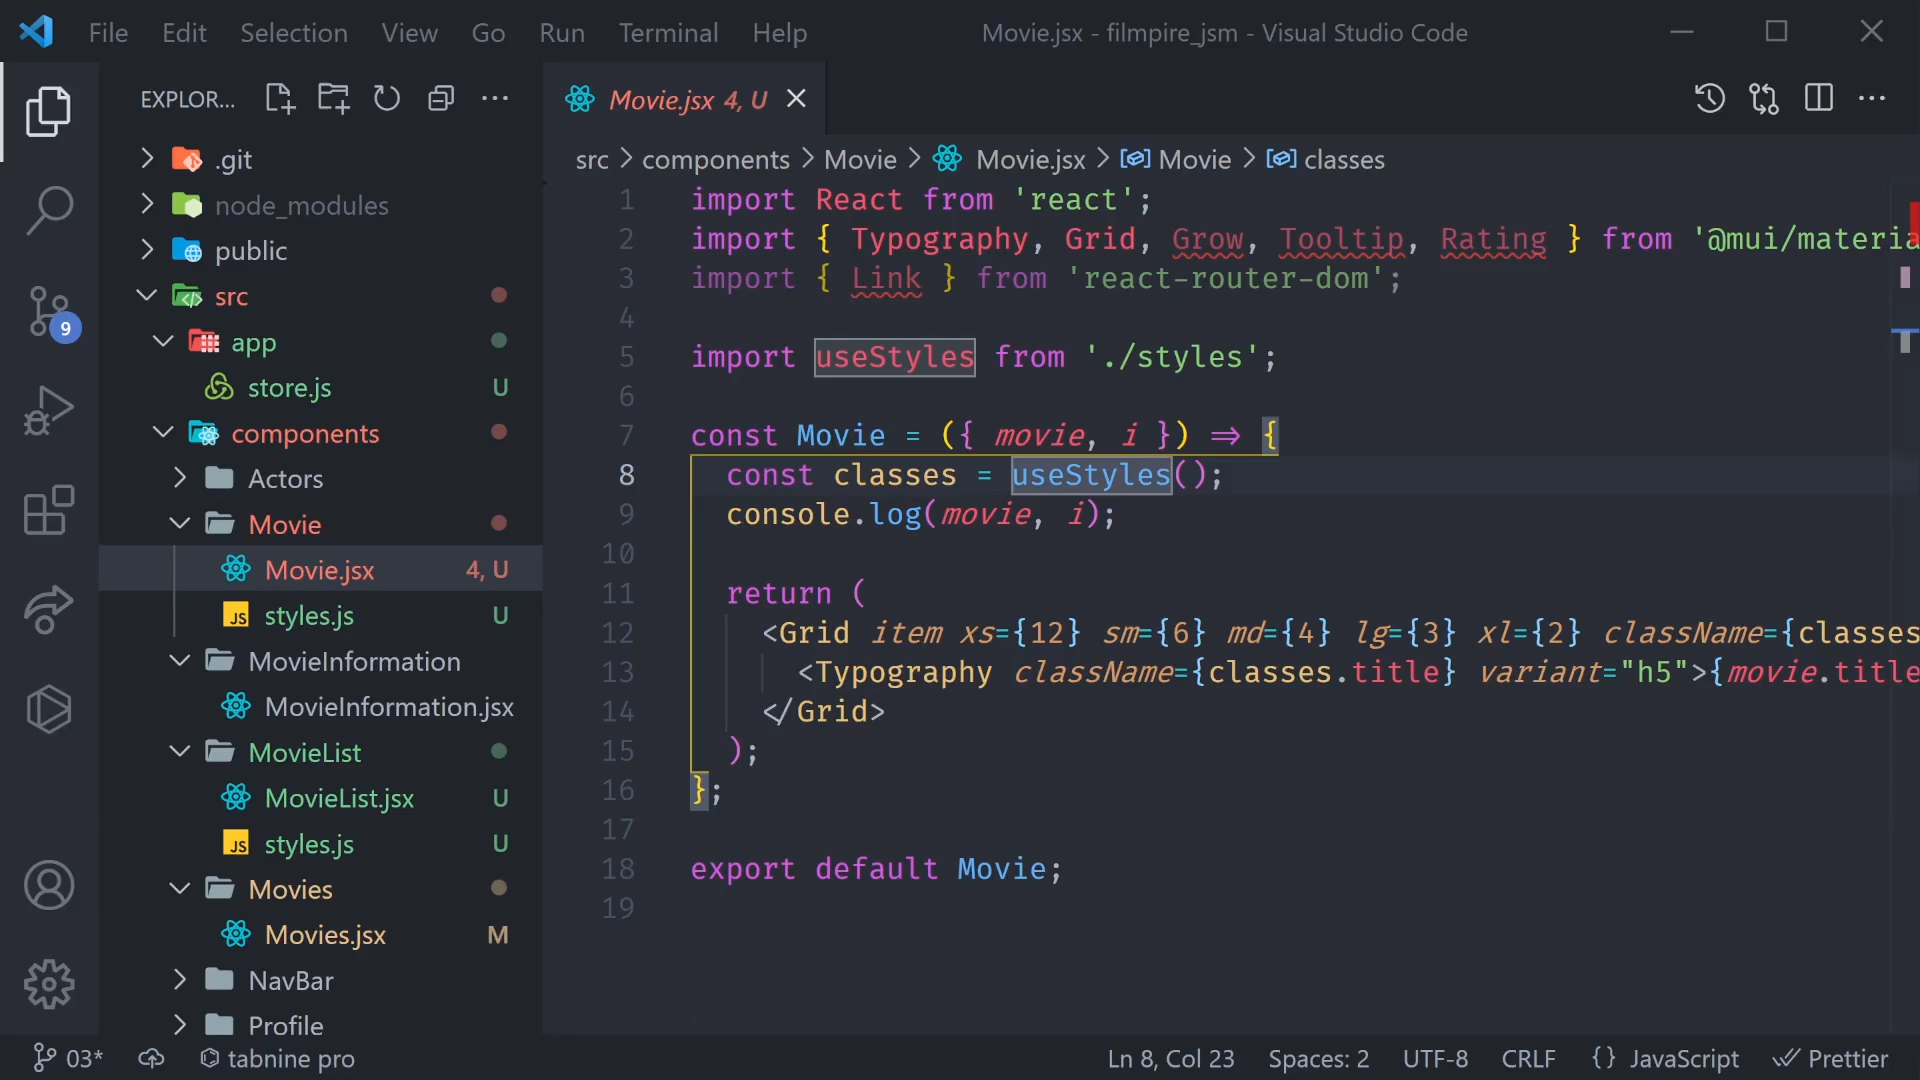 File Edit Selection View Go Run Terminal Help
Movie.jsx - filmpire_jsm - Visual Studio Code
EXPLOR...
.git
node_modules
public
src
app
store.js U
components
Actors
Movie
Movie.jsx 4, U
styles.js U
MovieInformation
MovieInformation.jsx
MovieList
MovieList.jsx U
styles.js U
Movies
Movies.jsx M
NavBar
Profile
9
Movie.jsx 4, U
src > components > Movie > Movie.jsx > Movie > classes
1 import React from 'react';
2 import { Typography, Grid, Grow, Tooltip, Rating } from '@mui/materia
3 import { Link } from 'react-router-dom';
4
5 import useStyles from './styles';
6
7 const Movie = ({ movie, i }) => {
8 const classes = useStyles();
9 console.log(movie, i);
10
11 return (
12 <Grid item xs={12} sm={6} md={4} lg={3} xl={2} className={classes
13 <Typography className={classes.title} variant="h5">{movie.title
14 </Grid>
15 );
16 };
17
18 export default Movie;
19
03* tabnine pro
Ln 8, Col 23 Spaces: 2 UTF-8 CRLF {} JavaScript Prettier